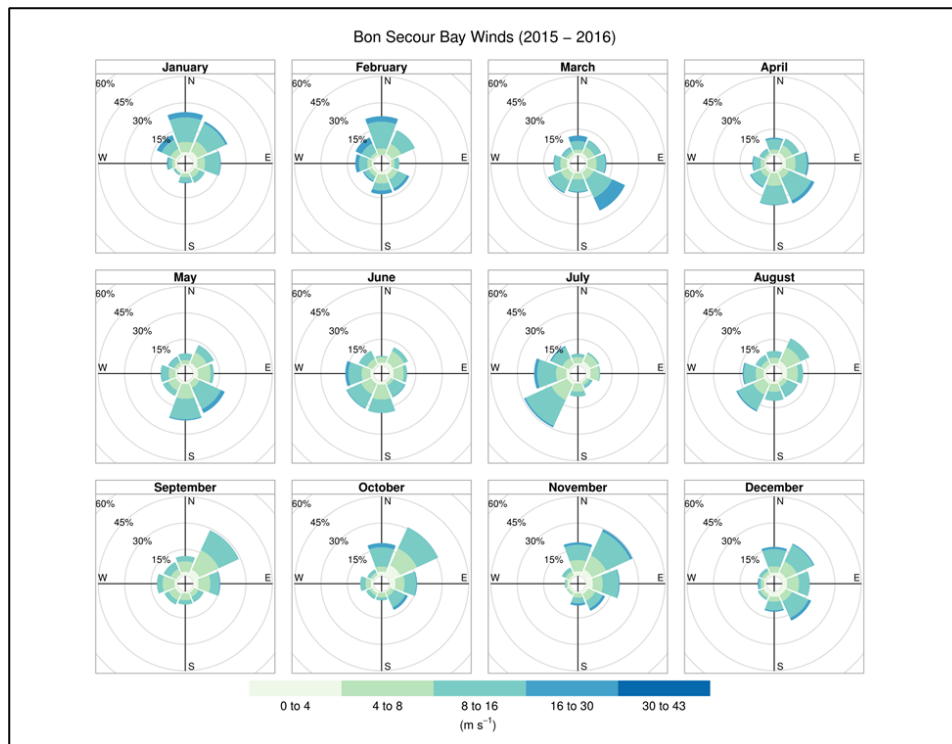 Bon Secour Bay Winds (2015 – 2016)
January February March April
60% N 60% N 60% N 60% N
45% 45% 45% 45%
30% 30% 30% 30%
15% 15% 15% 15%
W E W E W E W E
S S S S
May June July August
60% N 60% N 60% N 60% N
45% 45% 45% 45%
30% 30% 30% 30%
15% 15% 15% 15%
W E W E W E W E
S S S S
September October November December
60% N 60% N 60% N 60% N
45% 45% 45% 45%
30% 30% 30% 30%
15% 15% 15% 15%
W E W E W E W E
S S S S
0 to 4 4 to 8 8 to 16 16 to 30 30 to 43
(m s⁻¹)